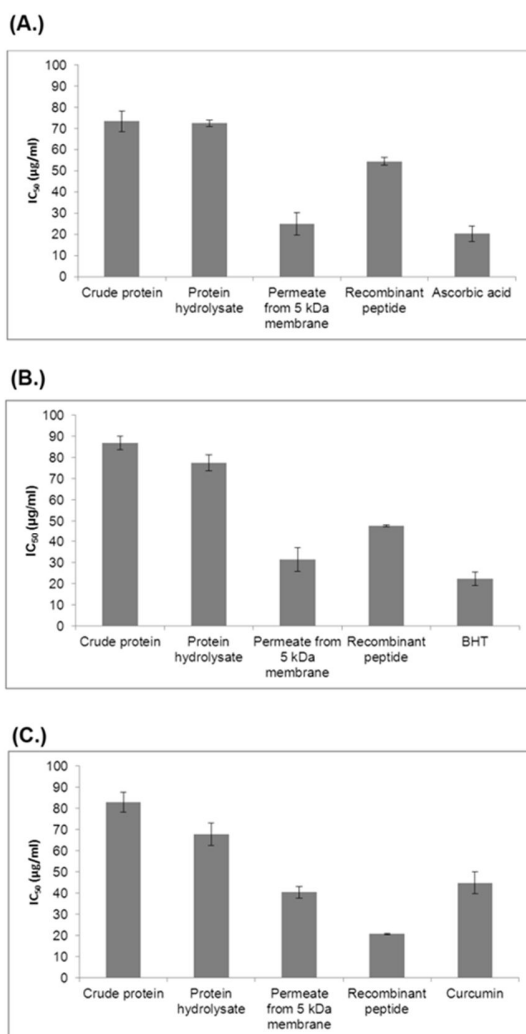 (A.)
IC50 (µg/ml)
100
90
80
70
60
50
40
30
20
10
0
Crude protein
Protein
hydrolysate
Permeate from 5 kDa
membrane
Recombinant
peptide
Ascorbic acid
(B.)
IC50 (µg/ml)
100
90
80
70
60
50
40
30
20
10
0
Crude protein
Protein
hydrolysate
Permeate from
5 kDa
membrane
Recombinant
peptide
BHT
(C.)
IC50 (µg/ml)
100
90
80
70
60
50
40
30
20
10
0
Crude protein
Protein
hydrolysate
Permeate
from 5 kDa
membrane
Recombinant
peptide
Curcumin